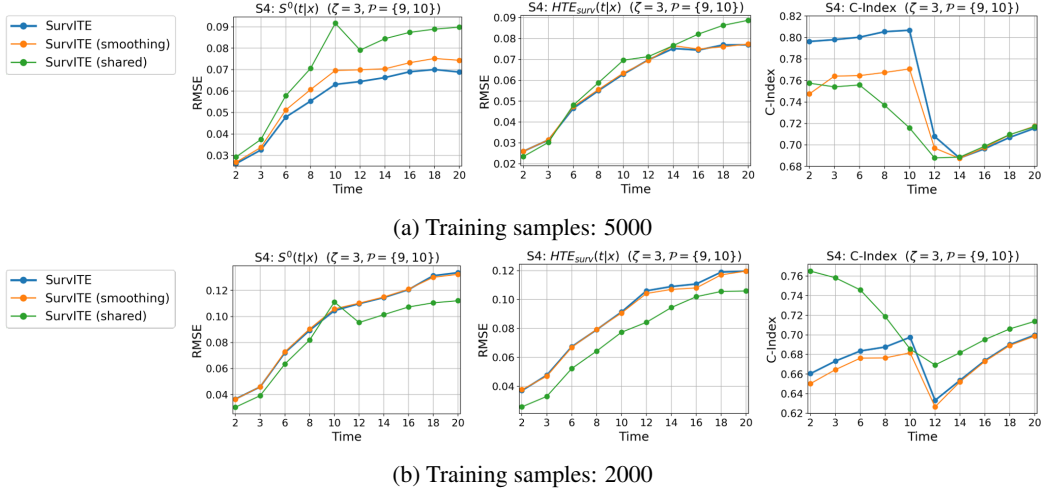 SurvITE
SurvITE (smoothing)
SurvITE (shared)
S4: S⁰(t|x) (ζ = 3, 𝒫 = {9, 10})
RMSE
0.09
0.08
0.07
0.06
0.05
0.04
0.03
2 3 6 8 10 12 14 16 18 20
Time
S4: HTE_surv(t|x) (ζ = 3, 𝒫 = {9, 10})
RMSE
0.09
0.08
0.07
0.06
0.05
0.04
0.03
0.02
2 3 6 8 10 12 14 16 18 20
Time
S4: C-Index (ζ = 3, 𝒫 = {9, 10})
C-Index
0.82
0.80
0.78
0.76
0.74
0.72
0.70
0.68
2 3 6 8 10 12 14 16 18 20
Time
(a) Training samples: 5000
SurvITE
SurvITE (smoothing)
SurvITE (shared)
S4: S⁰(t|x) (ζ = 3, 𝒫 = {9, 10})
RMSE
0.12
0.10
0.08
0.06
0.04
2 3 6 8 10 12 14 16 18 20
Time
S4: HTE_surv(t|x) (ζ = 3, 𝒫 = {9, 10})
RMSE
0.12
0.10
0.08
0.06
0.04
2 3 6 8 10 12 14 16 18 20
Time
S4: C-Index (ζ = 3, 𝒫 = {9, 10})
C-Index
0.76
0.74
0.72
0.70
0.68
0.66
0.64
0.62
2 3 6 8 10 12 14 16 18 20
Time
(b) Training samples: 2000